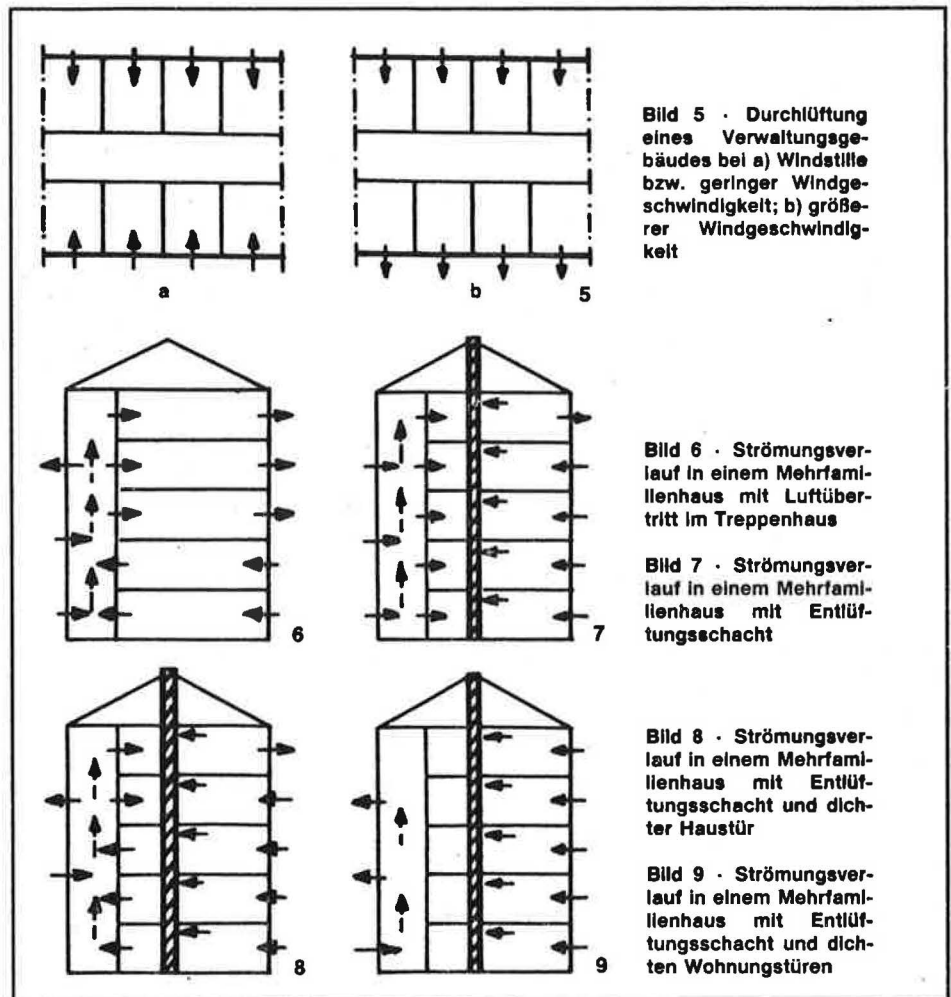 Bild 5 · Durchlüftung
eines Verwaltungsge-
bäudes bei a) Windstille
bzw. geringer Windge-
schwindigkeit; b) größe-
rer Windgeschwindig-
keit
a
b
5
Bild 6 · Strömungsver-
lauf in einem Mehrfami-
lienhaus mit Luftüber-
tritt im Treppenhaus
Bild 7 · Strömungsver-
lauf in einem Mehrfami-
lienhaus mit Entlüf-
tungsschacht
6
7
Bild 8 · Strömungsver-
lauf in einem Mehrfami-
lienhaus mit Entlüf-
tungsschacht und dich-
ter Haustür
Bild 9 · Strömungsver-
lauf in einem Mehrfami-
lienhaus mit Entlüf-
tungsschacht und dich-
ten Wohnungstüren
8
9